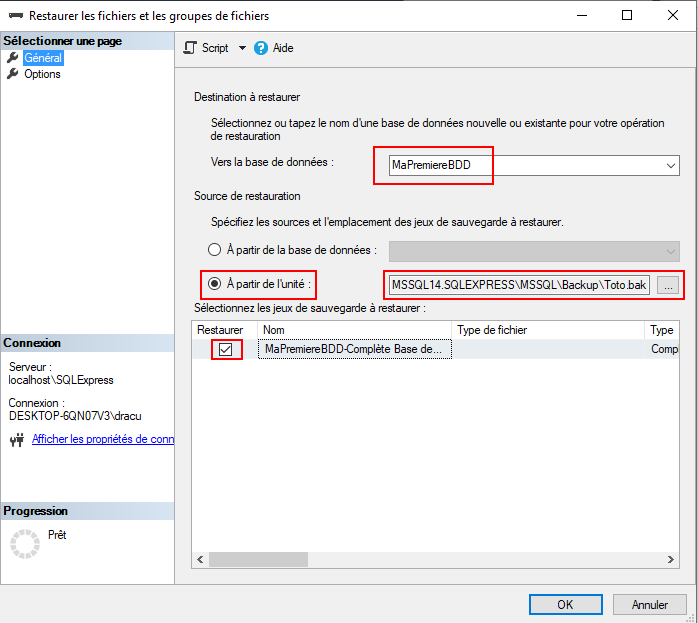 Restaurer les fichiers et les groupes de fichiers
Sélectionner une page
Général
Options
Script
Aide
Destination à restaurer
Sélectionnez ou tapez le nom d'une base de données nouvelle ou existante pour votre opération
de restauration
Vers la base de données :
MaPremiereBDD
Source de restauration
Spécifiez les sources et l'emplacement des jeux de sauvegarde à restaurer.
À partir de la base de données :
À partir de l'unité :
MSSQL14.SQLEXPRESS\MSSQL\Backup\Toto.bak
...
Sélectionnez les jeux de sauvegarde à restaurer :
Restaurer Nom Type de fichier Type
MaPremiereBDD-Complète Base de... Compl
Connexion
Serveur :
localhost\SQLExpress
Connexion :
DESKTOP-6QN07V3\dracu
Afficher les propriétés de conn
Progression
Prêt
OK
Annuler